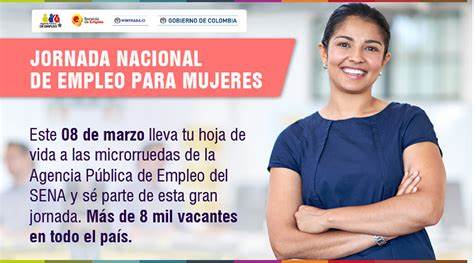 Servicio
de Empleo
MINTRABAJO
GOBIERNO DE COLOMBIA
JORNADA NACIONAL
DE EMPLEO PARA MUJERES
Este 08 de marzo lleva tu hoja de
vida a las microrruedas de la
Agencia Pública de Empleo del
SENA y sé parte de esta gran
jornada. Más de 8 mil vacantes
en todo el país.